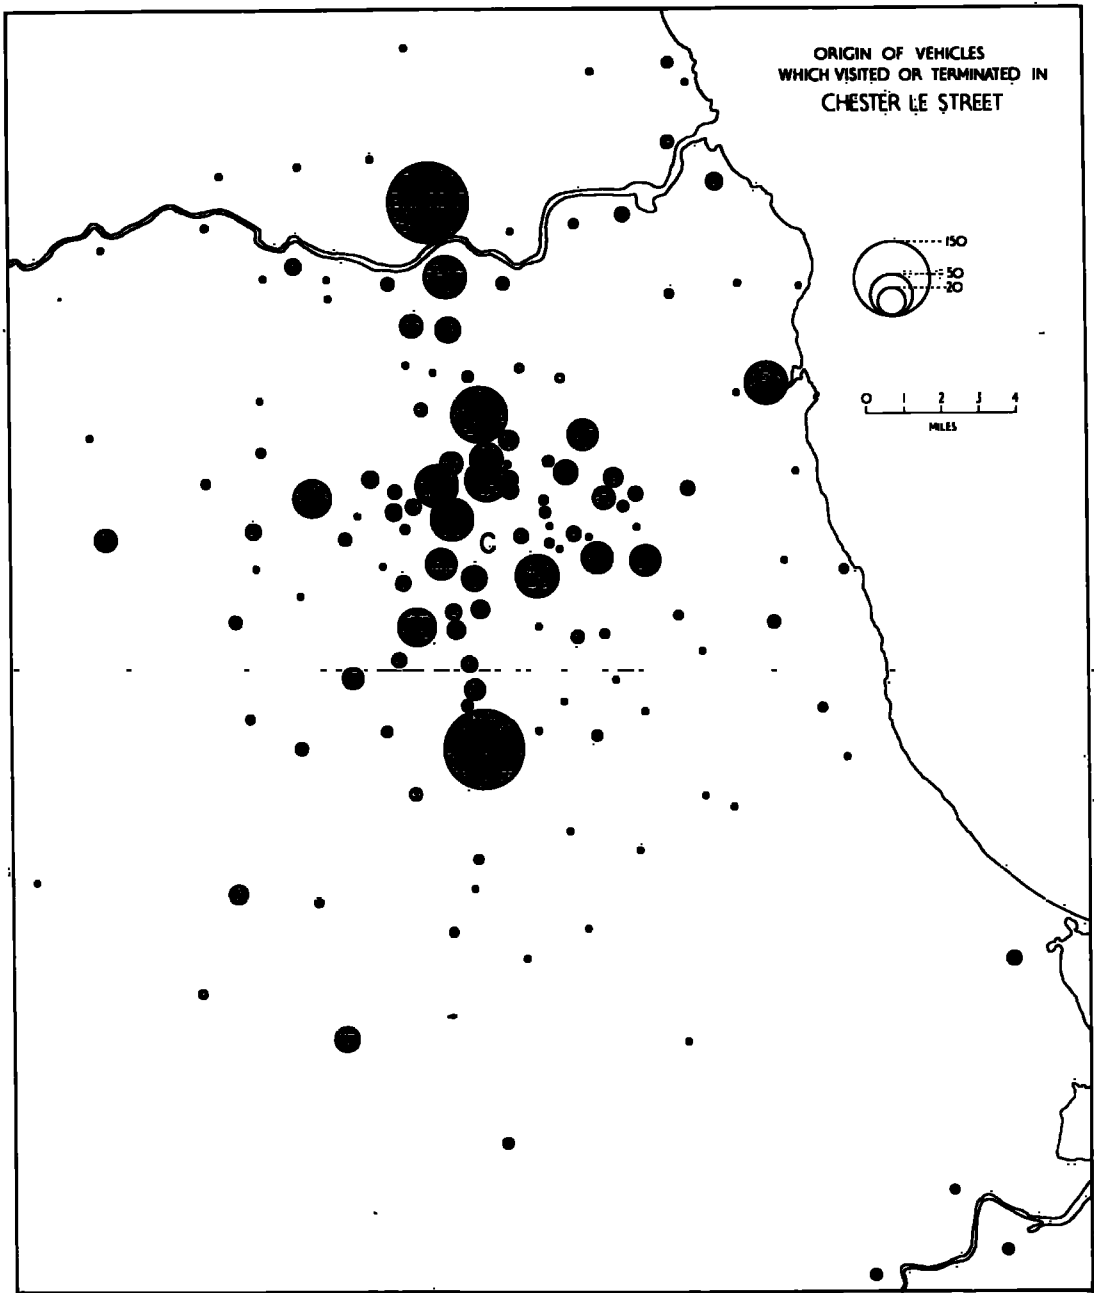 ORIGIN OF VEHICLES
WHICH VISITED OR TERMINATED IN
CHESTER LE STREET
150
50
20
0 1 2 3 4
MILES
C